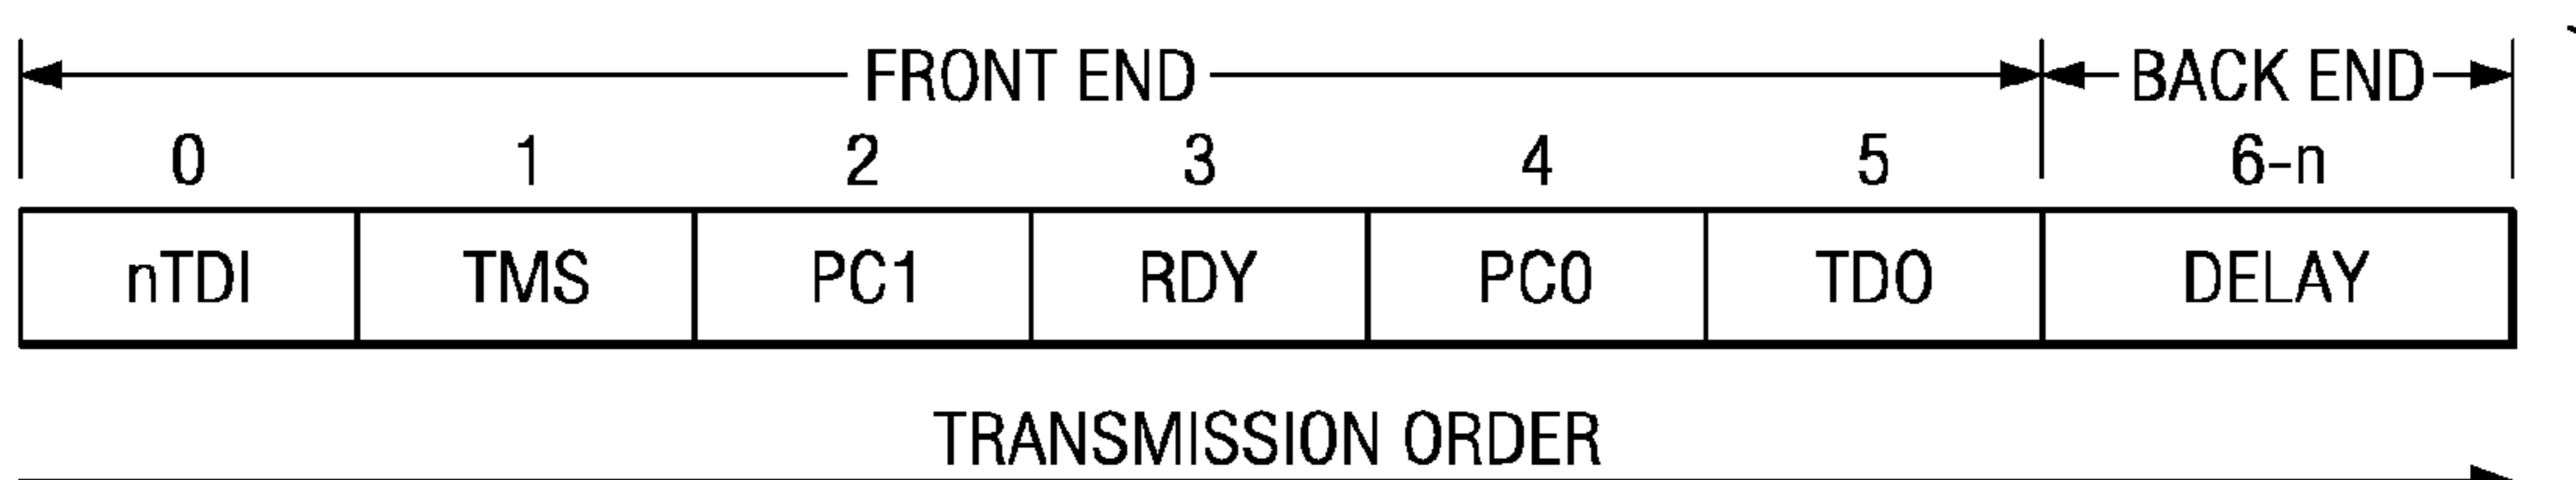 FRONT END BACK END
0 1 2 3 4 5 6-n
nTDI TMS PC1 RDY PC0 TDO DELAY
TRANSMISSION ORDER